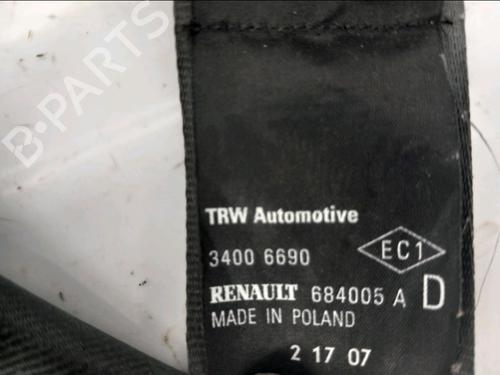 B-PARTS
TRW Automotive
3400 6690
EC1
RENAULT 684005 A D
MADE IN POLAND
2 17 07